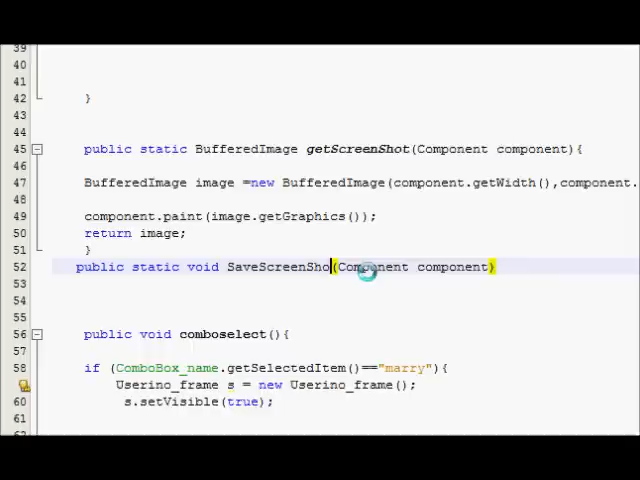 39
40
41
42 }
43
44
45 public static BufferedImage getScreenShot(Component component){
46
47 BufferedImage image =new BufferedImage(component.getWidth(),component.
48
49 component.paint(image.getGraphics());
50 return image;
51 }
52 public static void SaveScreenSho(Component component)
53
54
55
56 public void comboselect(){
57
58 if (ComboBox_name.getSelectedItem()=="marry"){
Userino_frame s = new Userino_frame();
60 s.setVisible(true);
61